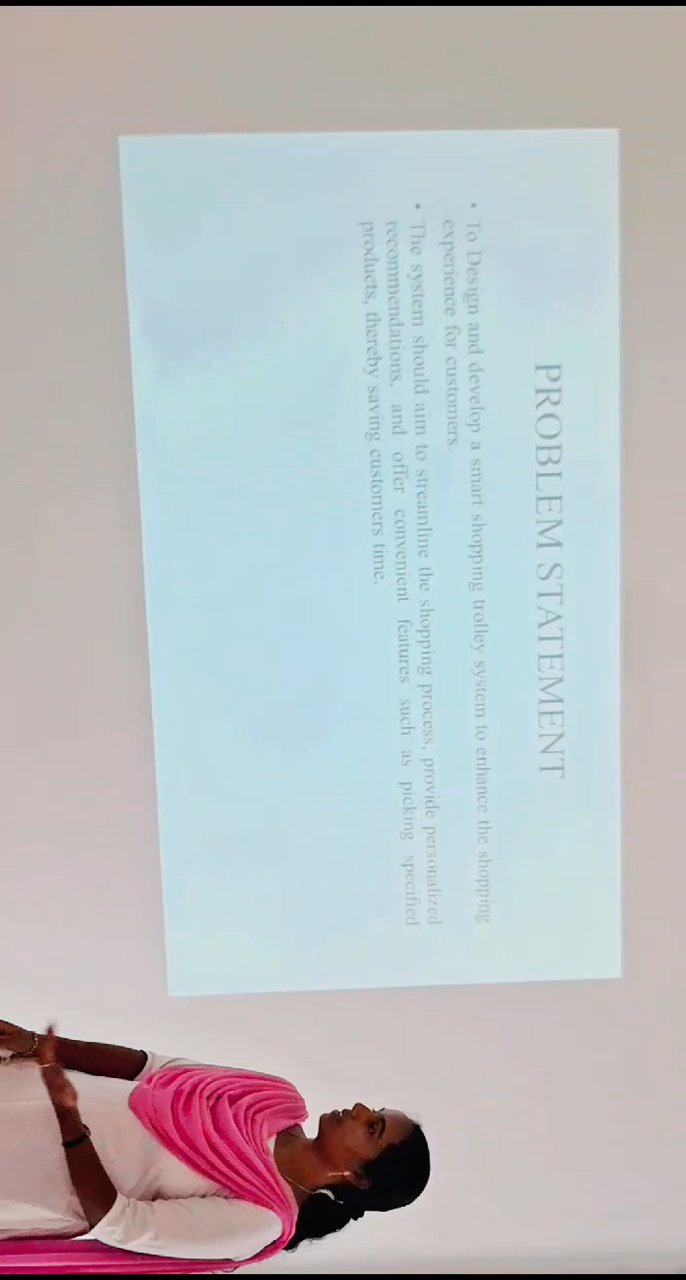 PROBLEM STATEMENT
• To Design and develop a smart shopping trolley system to enhance the shopping
experience for customers.
• The system should aim to streamline the shopping process, provide personalized
recommendations, and offer convenient features such as picking specified
products, thereby saving customers time.